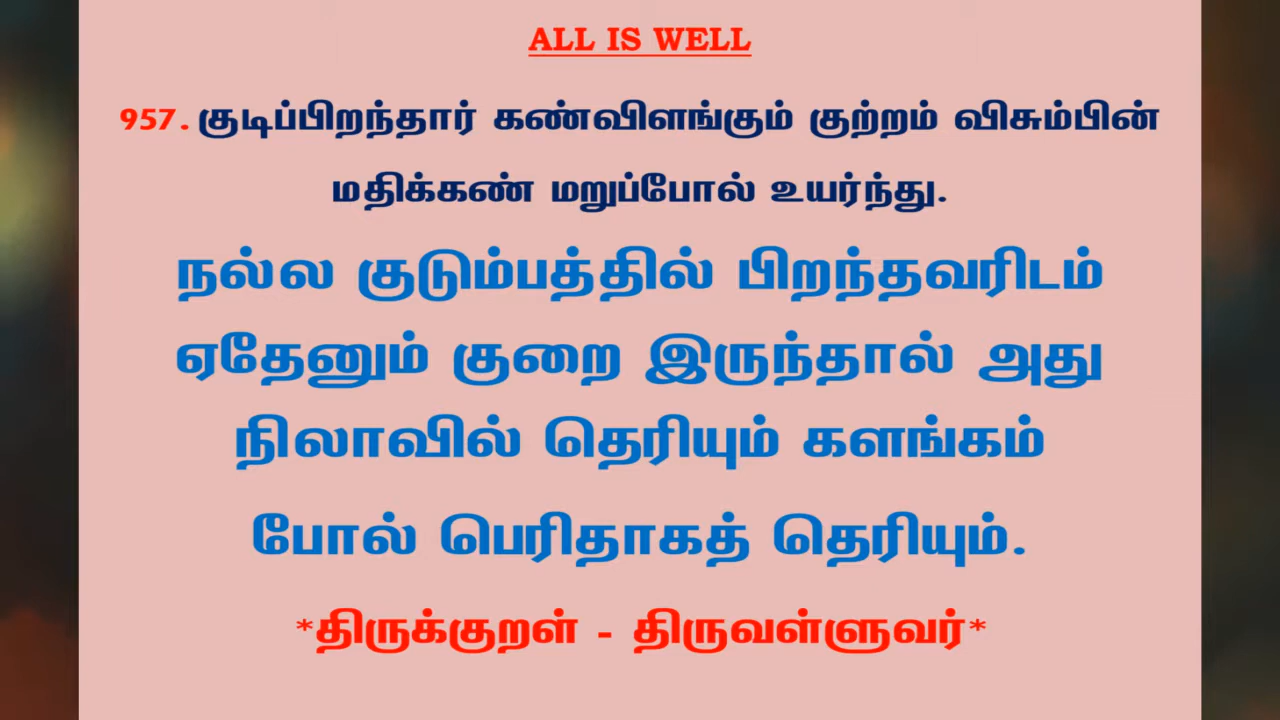 ALL IS WELL
957. குடிப்பிறந்தார் கண்விளங்கும் குற்றம் விசும்பின்
மதிக்கண் மறுப்போல் உயர்ந்து.
நல்ல குடும்பத்தில் பிறந்தவரிடம்
ஏதேனும் குறை இருந்தால் அது
நிலாவில் தெரியும் களங்கம்
போல் பெரிதாகத் தெரியும்.
*திருக்குறள் - திருவள்ளுவர்*